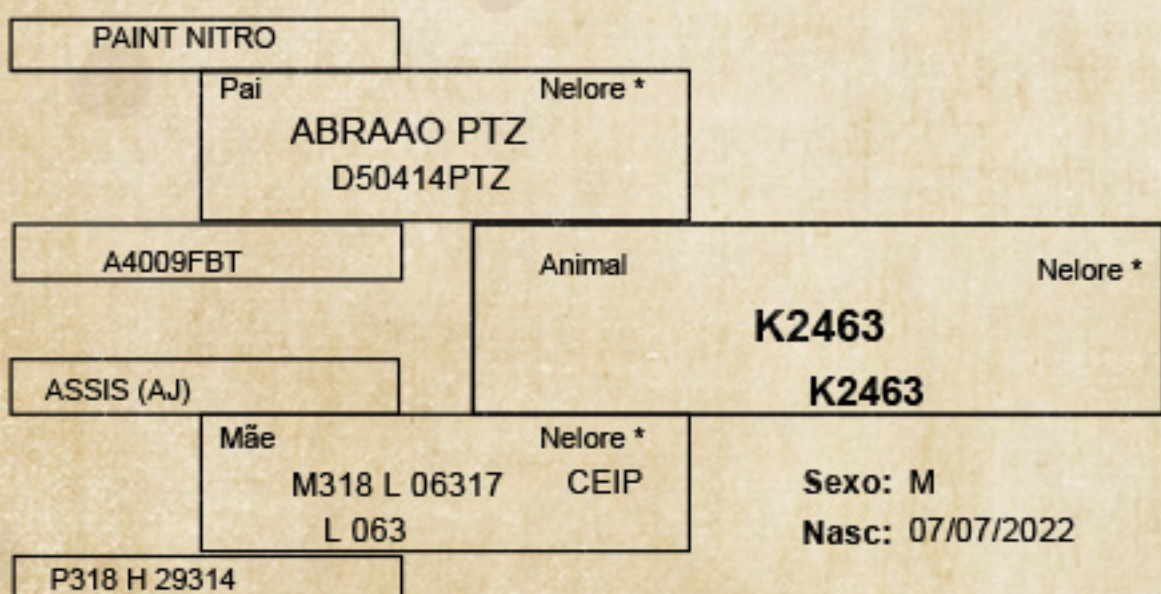 PAINT NITRO
Pai Nelore *
ABRAAO PTZ
D50414PTZ
A4009FBT
Animal Nelore *
K2463
K2463
ASSIS (AJ)
Mãe Nelore *
M318 L 06317 CEIP
L 063
Sexo: M
Nasc: 07/07/2022
P318 H 29314